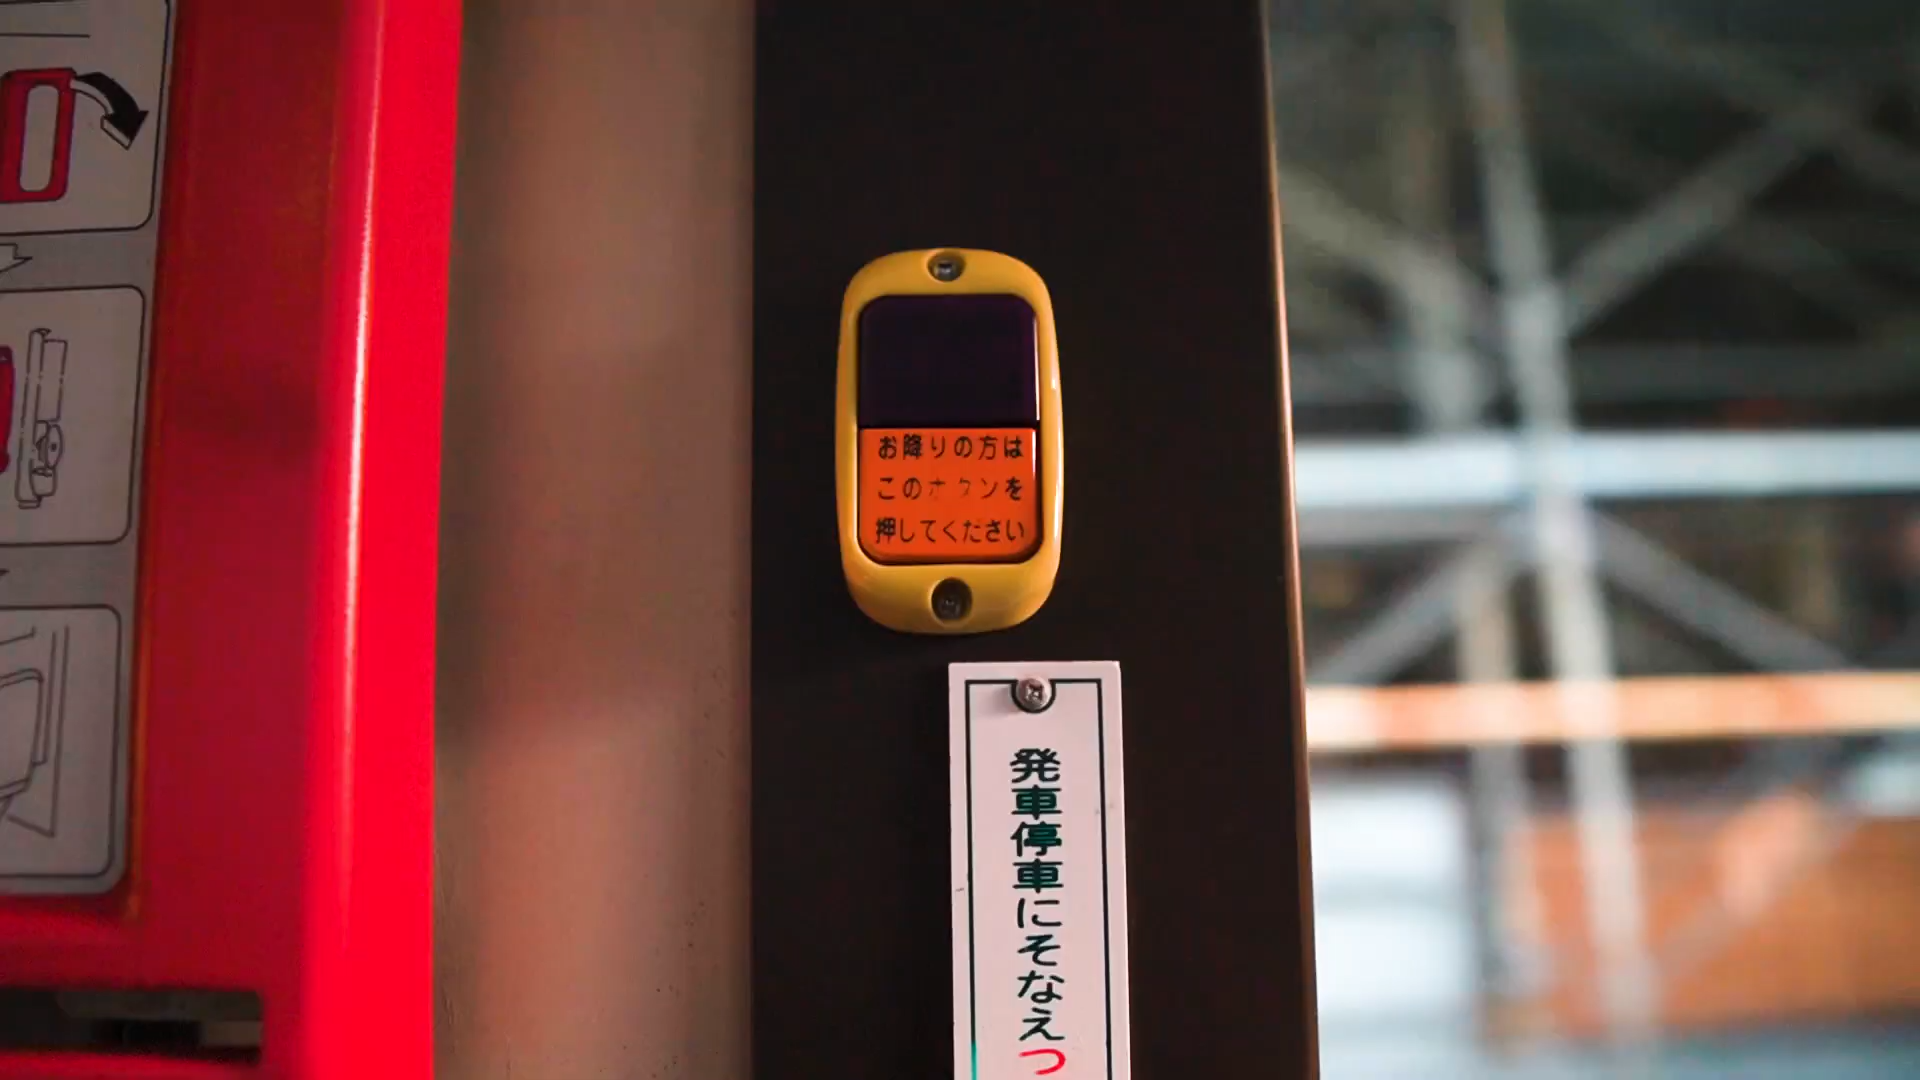 お降りの方は
このボタンを
押してください
発車停車にそなえつ